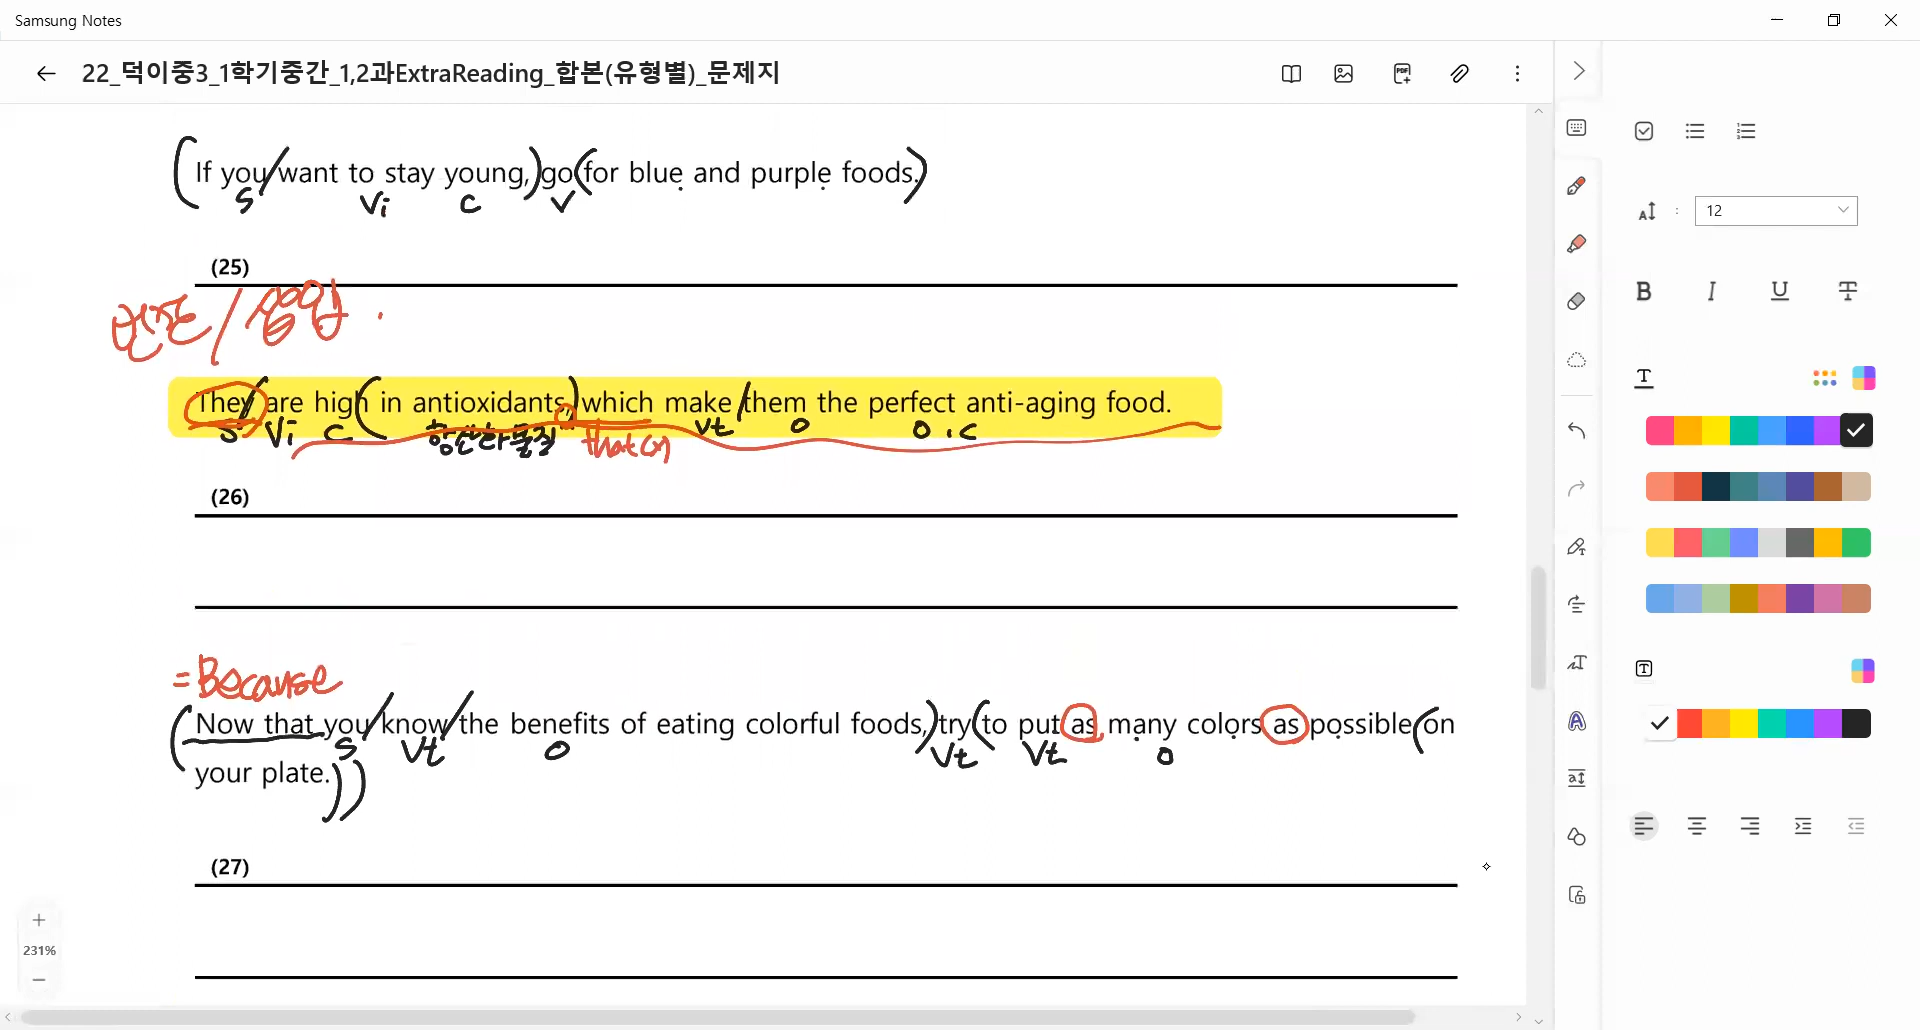 Samsung Notes
22_덕이중3_1학기중간_1,2과ExtraReading_합본(유형별)_문제지
(If you/want to stay young,) go (for blue and purple foods.)
S Vi C V
(25)
They/are high (in antioxidants,) which make/them the perfect anti-aging food.
S Vi C 항산화물질 that(x) Vt O O.C
(26)
=Because
(Now that you/know/the benefits of eating colorful foods,) try (to put as many colors as possible (on
S Vt O Vt Vt O
your plate.))
(27)
231%
12
B I U T